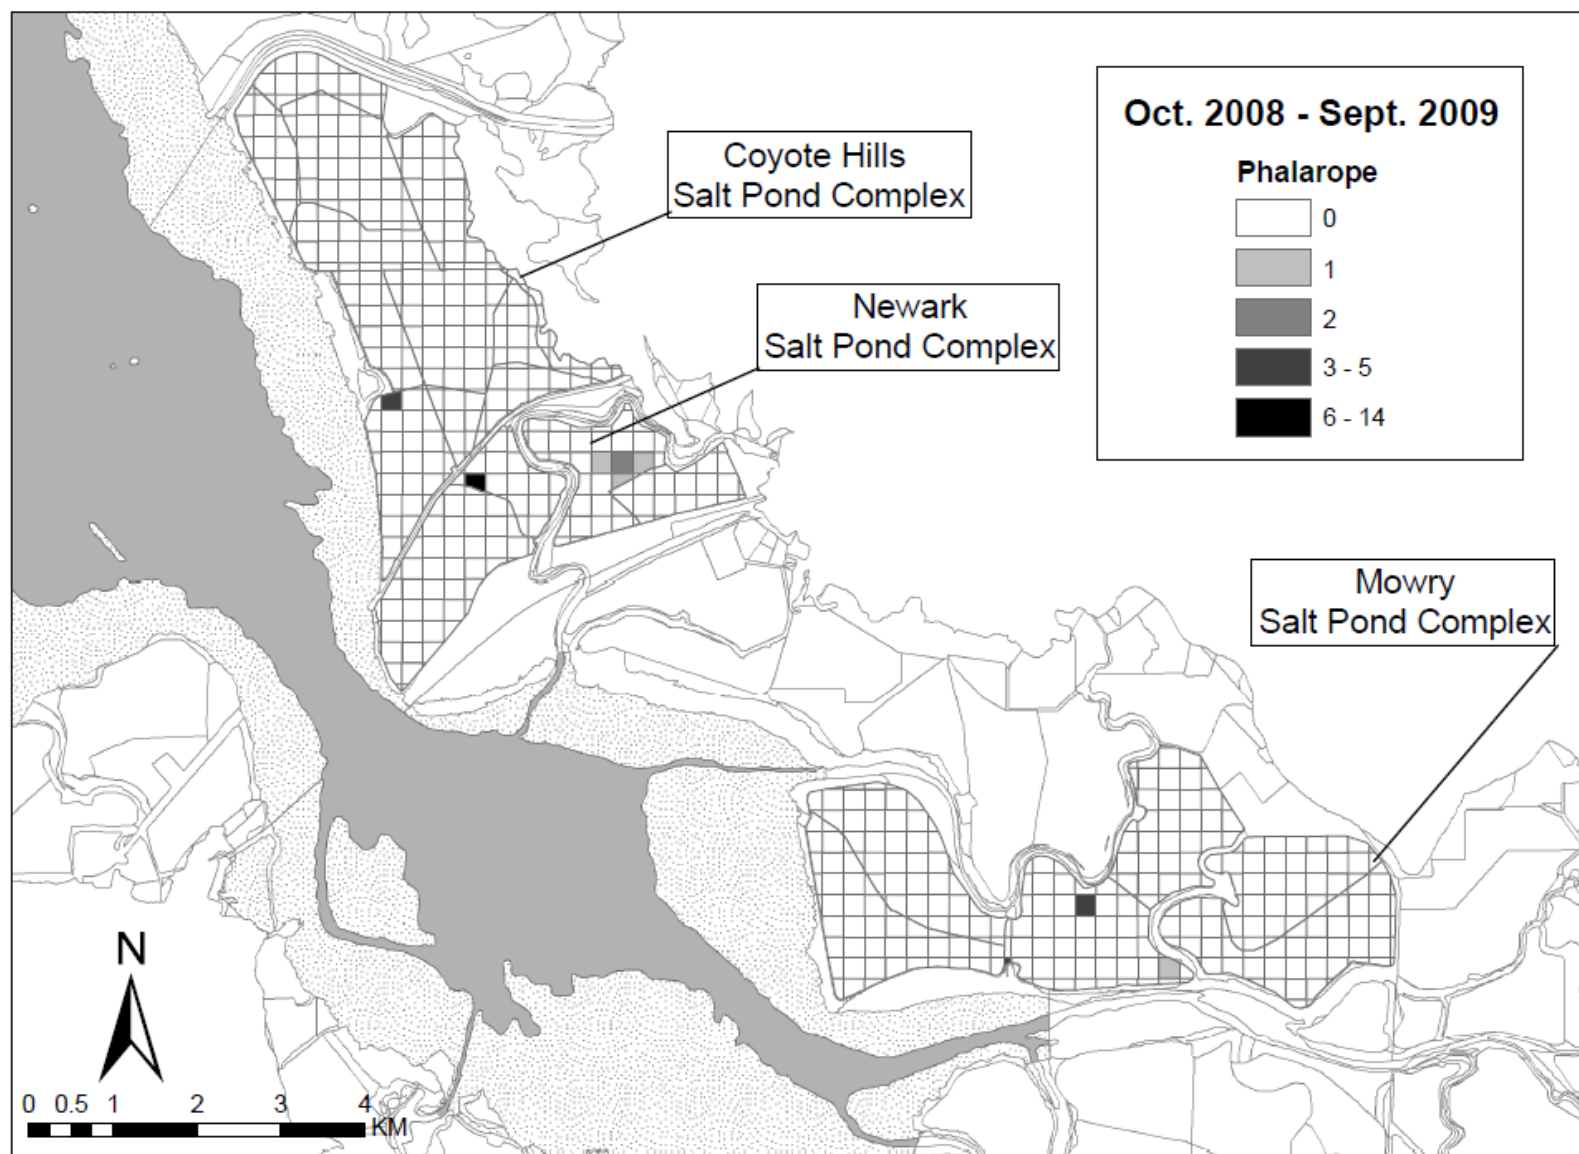 Oct. 2008 - Sept. 2009
Phalarope
0
1
2
3 - 5
6 - 14
Coyote Hills
Salt Pond Complex
Newark
Salt Pond Complex
Mowry
Salt Pond Complex
N
0 0.5 1 2 3 4
KM